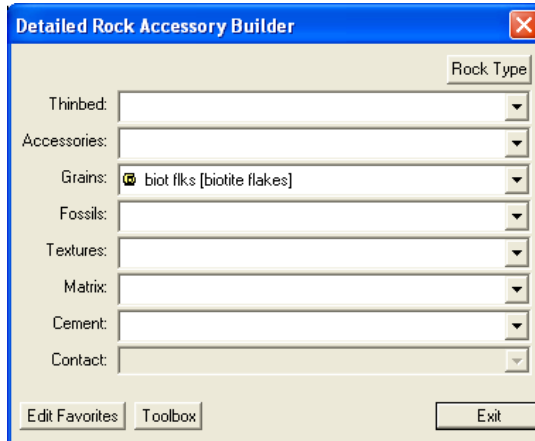 Detailed Rock Accessory Builder
Rock Type
Thinbed:
Accessories:
Grains: biot flks [biotite flakes]
Fossils:
Textures:
Matrix:
Cement:
Contact:
Edit Favorites Toolbox Exit